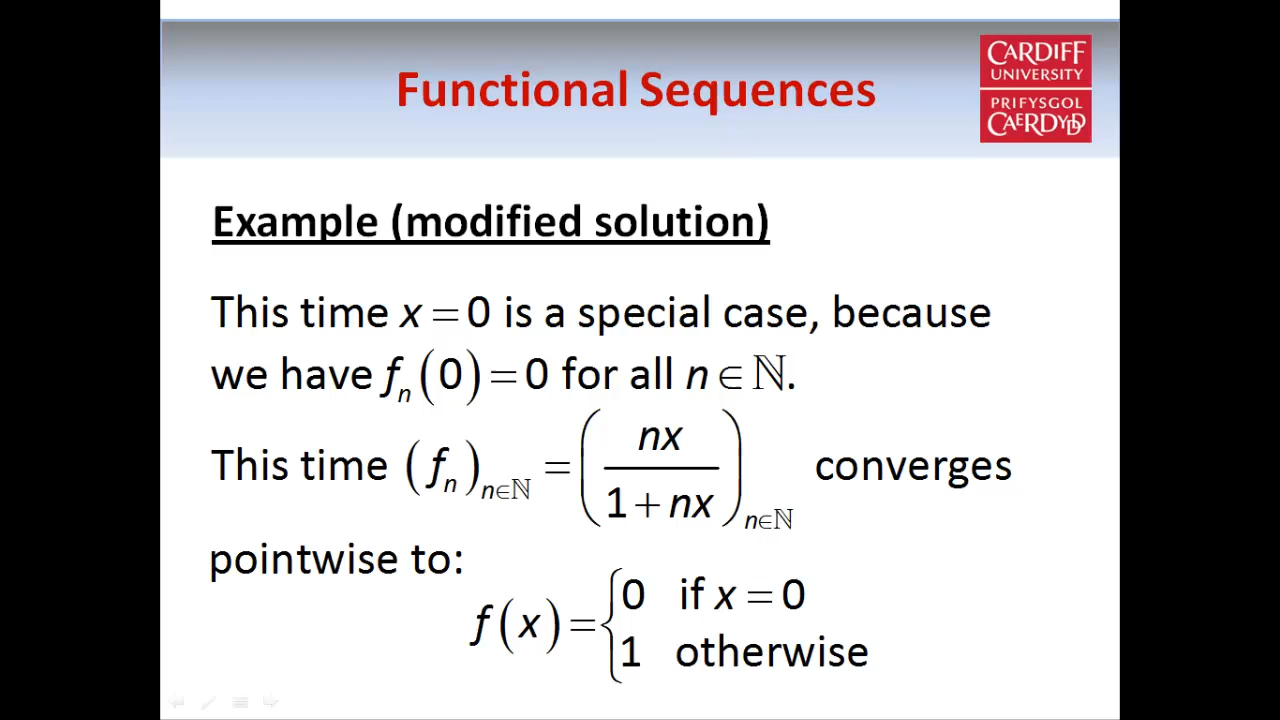 Functional Sequences
CARDIFF
UNIVERSITY
PRIFYSGOL
CAERDYDD
Example (modified solution)
This time x = 0 is a special case, because
we have fₙ(0) = 0 for all n ∈ ℕ.
This time (fₙ)ₙ∈ℕ = (nx / (1 + nx))ₙ∈ℕ converges
pointwise to:
f(x) = { 0 if x = 0
1 otherwise